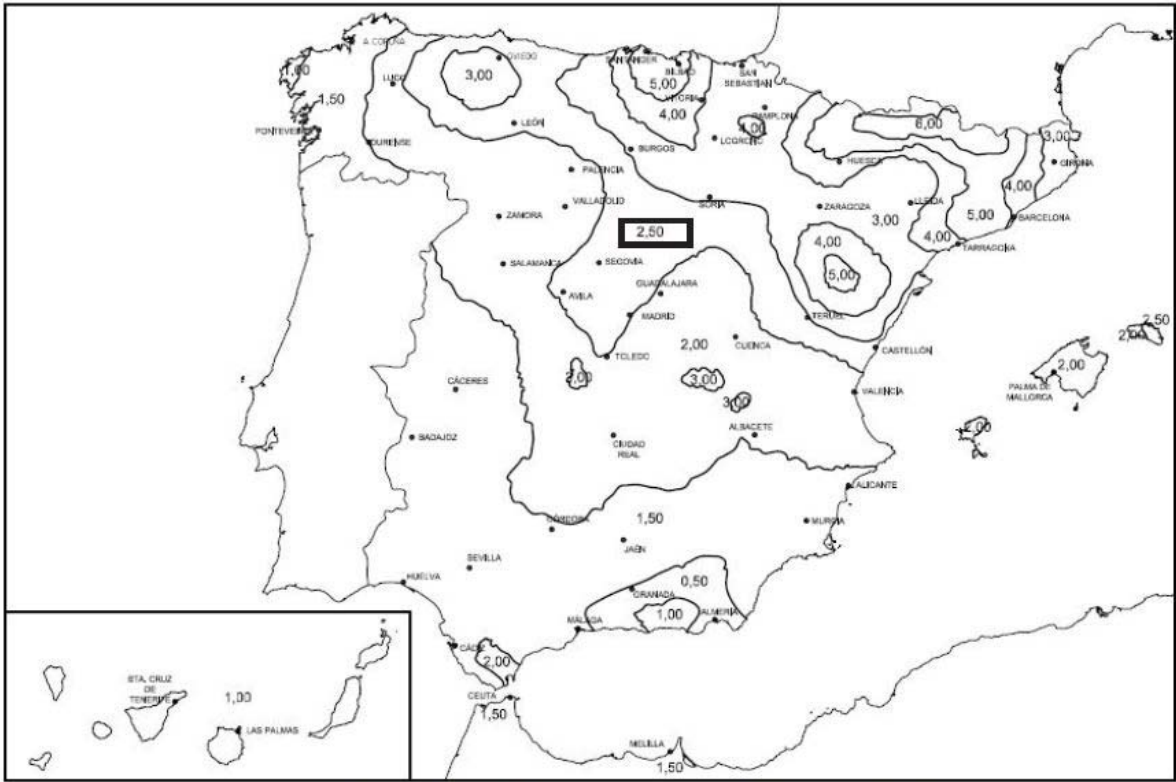 A CORUÑA
1,00
LUGO
1,50
OVIEDO
3,00
SANTANDER
BILBAO
5,00
SAN
SEBASTIÁN
VITORIA
4,00
PONTEVEDRA
OURENSE
LEÓN
PAMPLONA
4,00
LOGROÑO
6,00
3,00
GIRONA
BURGOS
HUESCA
PALENCIA
4,00
VALLADOLID
ZAMORA
SORIA
ZARAGOZA
LLEIDA
3,00
5,00
BARCELONA
2,50
4,00
4,00
TARRAGONA
SALAMANCA
SEGOVIA
5,00
GUADALAJARA
AVILA
MADRID
TERUEL
2,50
2,00
TOLEDO
2,00
CUENCA
CASTELLÓN
2,00
CÁCERES
2,00
3,00
PALMA DE
MALLORCA
VALENCIA
3,00
BADAJOZ
CIUDAD
REAL
ALBACETE
2,00
ALICANTE
1,50
CÓRDOBA
MURCIA
JAÉN
SEVILLA
HUELVA
0,50
GRANADA
1,00
ALMERÍA
MÁLAGA
CÁDIZ
2,00
CEUTA
1,50
MELILLA
1,50
STA. CRUZ
DE
TENERIFE
1,00
LAS PALMAS